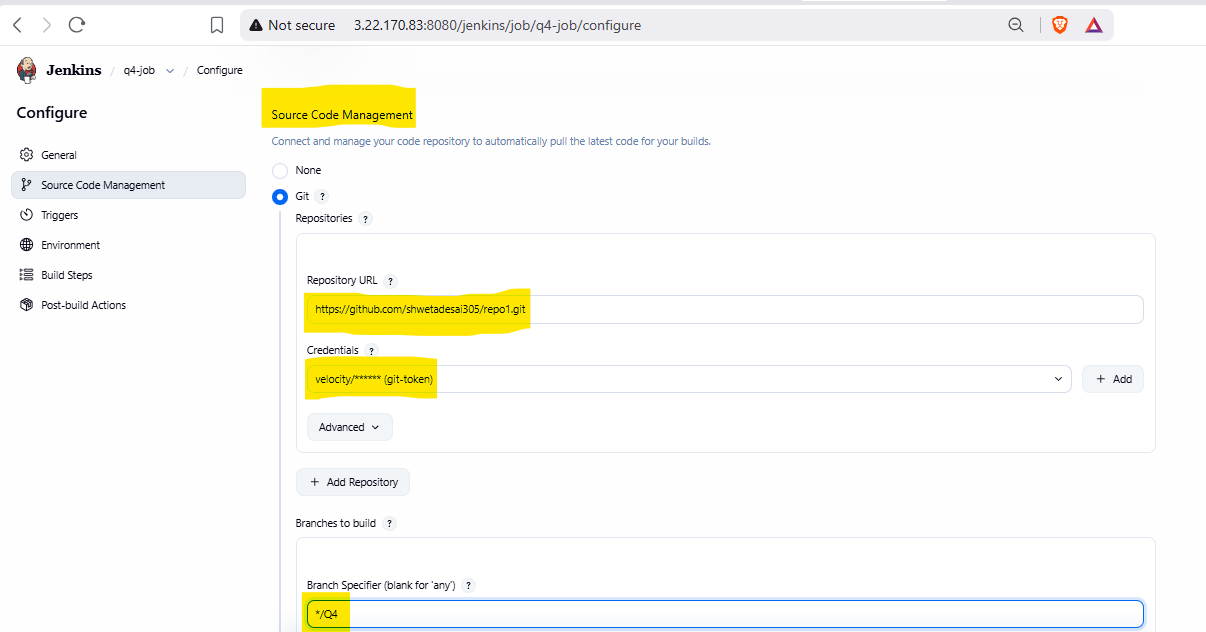 Not secure 3.22.170.83:8080/jenkins/job/q4-job/configure
Jenkins / q4-job / Configure
Configure
General
Source Code Management
Triggers
Environment
Build Steps
Post-build Actions
Source Code Management
Connect and manage your code repository to automatically pull the latest code for your builds.
None
Git ?
Repositories ?
Repository URL ?
https://github.com/shwetadesai305/repo1.git
Credentials ?
velocity/****** (git-token)
+ Add
Advanced
+ Add Repository
Branches to build ?
Branch Specifier (blank for 'any') ?
*/Q4